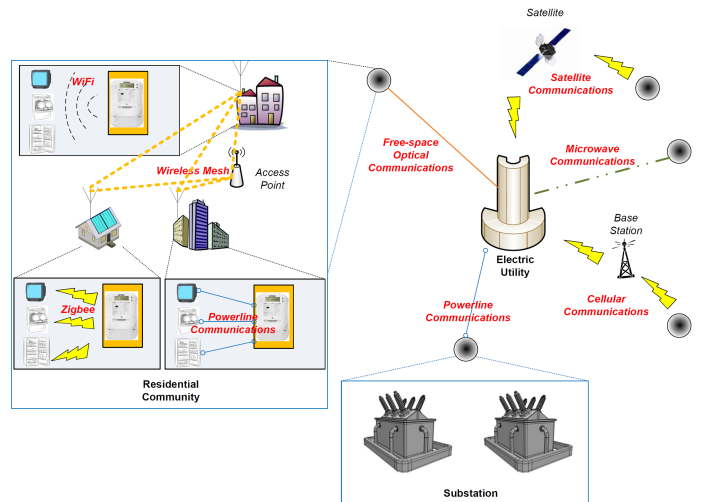 Satellite
WiFi
Satellite
Communications
Free-space
Optical
Communications
Microwave
Communications
Wireless Mesh
Access
Point
Base
Station
Electric
Utility
Zigbee
Powerline
Communications
Powerline
Communications
Cellular
Communications
Residential
Community
Substation